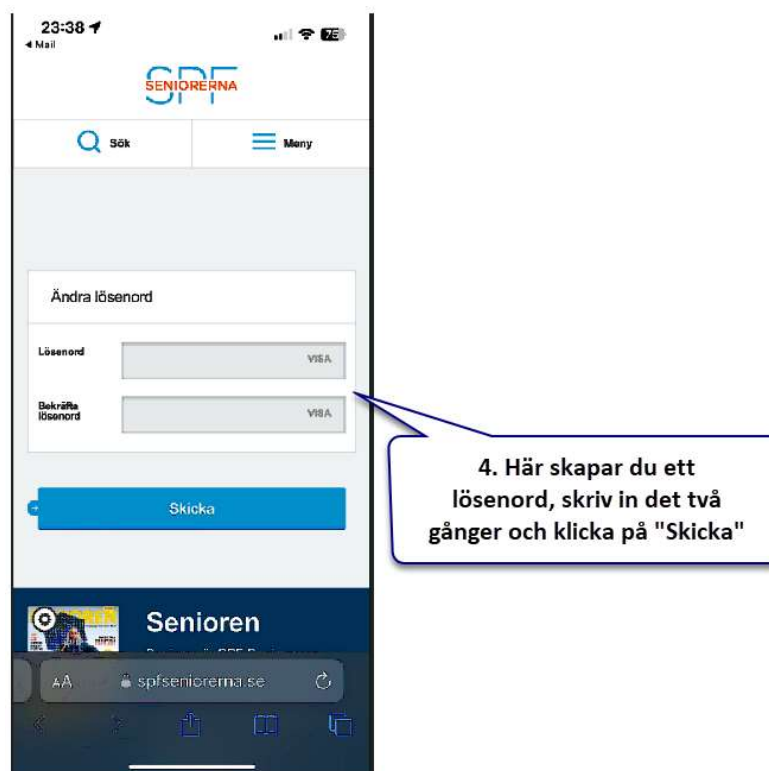 23:38
Mail
75
SPF
SENIORERNA
Sök
Meny
Ändra lösenord
Lösenord
VISA
Bekräfta
lösenord
VISA
4. Här skapar du ett
lösenord, skriv in det två
gånger och klicka på "Skicka"
Skicka
Senioren
AA
spfseniorerna.se